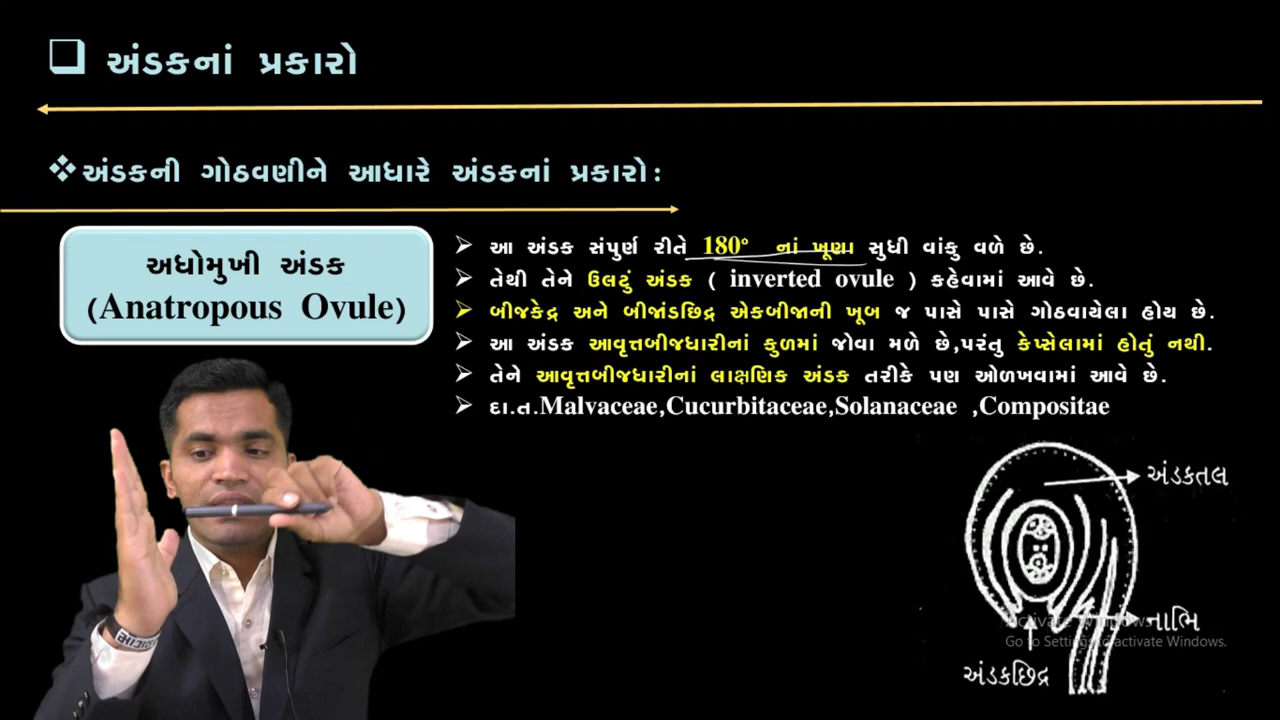 અંડકનાં પ્રકારો
અંડકની ગોઠવણીને આધારે અંડકનાં પ્રકારો:
અધોમુખી અંડક
(Anatropous Ovule)
આ અંડક સંપુર્ણ રીતે 180° નાં ખૂણા સુધી વાંકુ વળે છે.
તેથી તેને ઉલટું અંડક ( inverted ovule ) કહેવામાં આવે છે.
બીજકેદ્ર અને બીજાંડછિદ્ર એકબીજાની ખૂબ જ પાસે પાસે ગોઠવાયેલા હોય છે.
આ અંડક આવૃત્તબીજધારીનાં કુળમાં જોવા મળે છે,પરંતુ કેપ્સેલામાં હોતું નથી.
તેને આવૃત્તબીજધારીનાં લાક્ષણિક અંડક તરીકે પણ ઓળખવામાં આવે છે.
દા.ત.Malvaceae,Cucurbitaceae,Solanaceae ,Compositae
અંડકતલ
નાભિ
અંડકછિદ્ર
Activate Windows
Go to Settings to activate Windows.